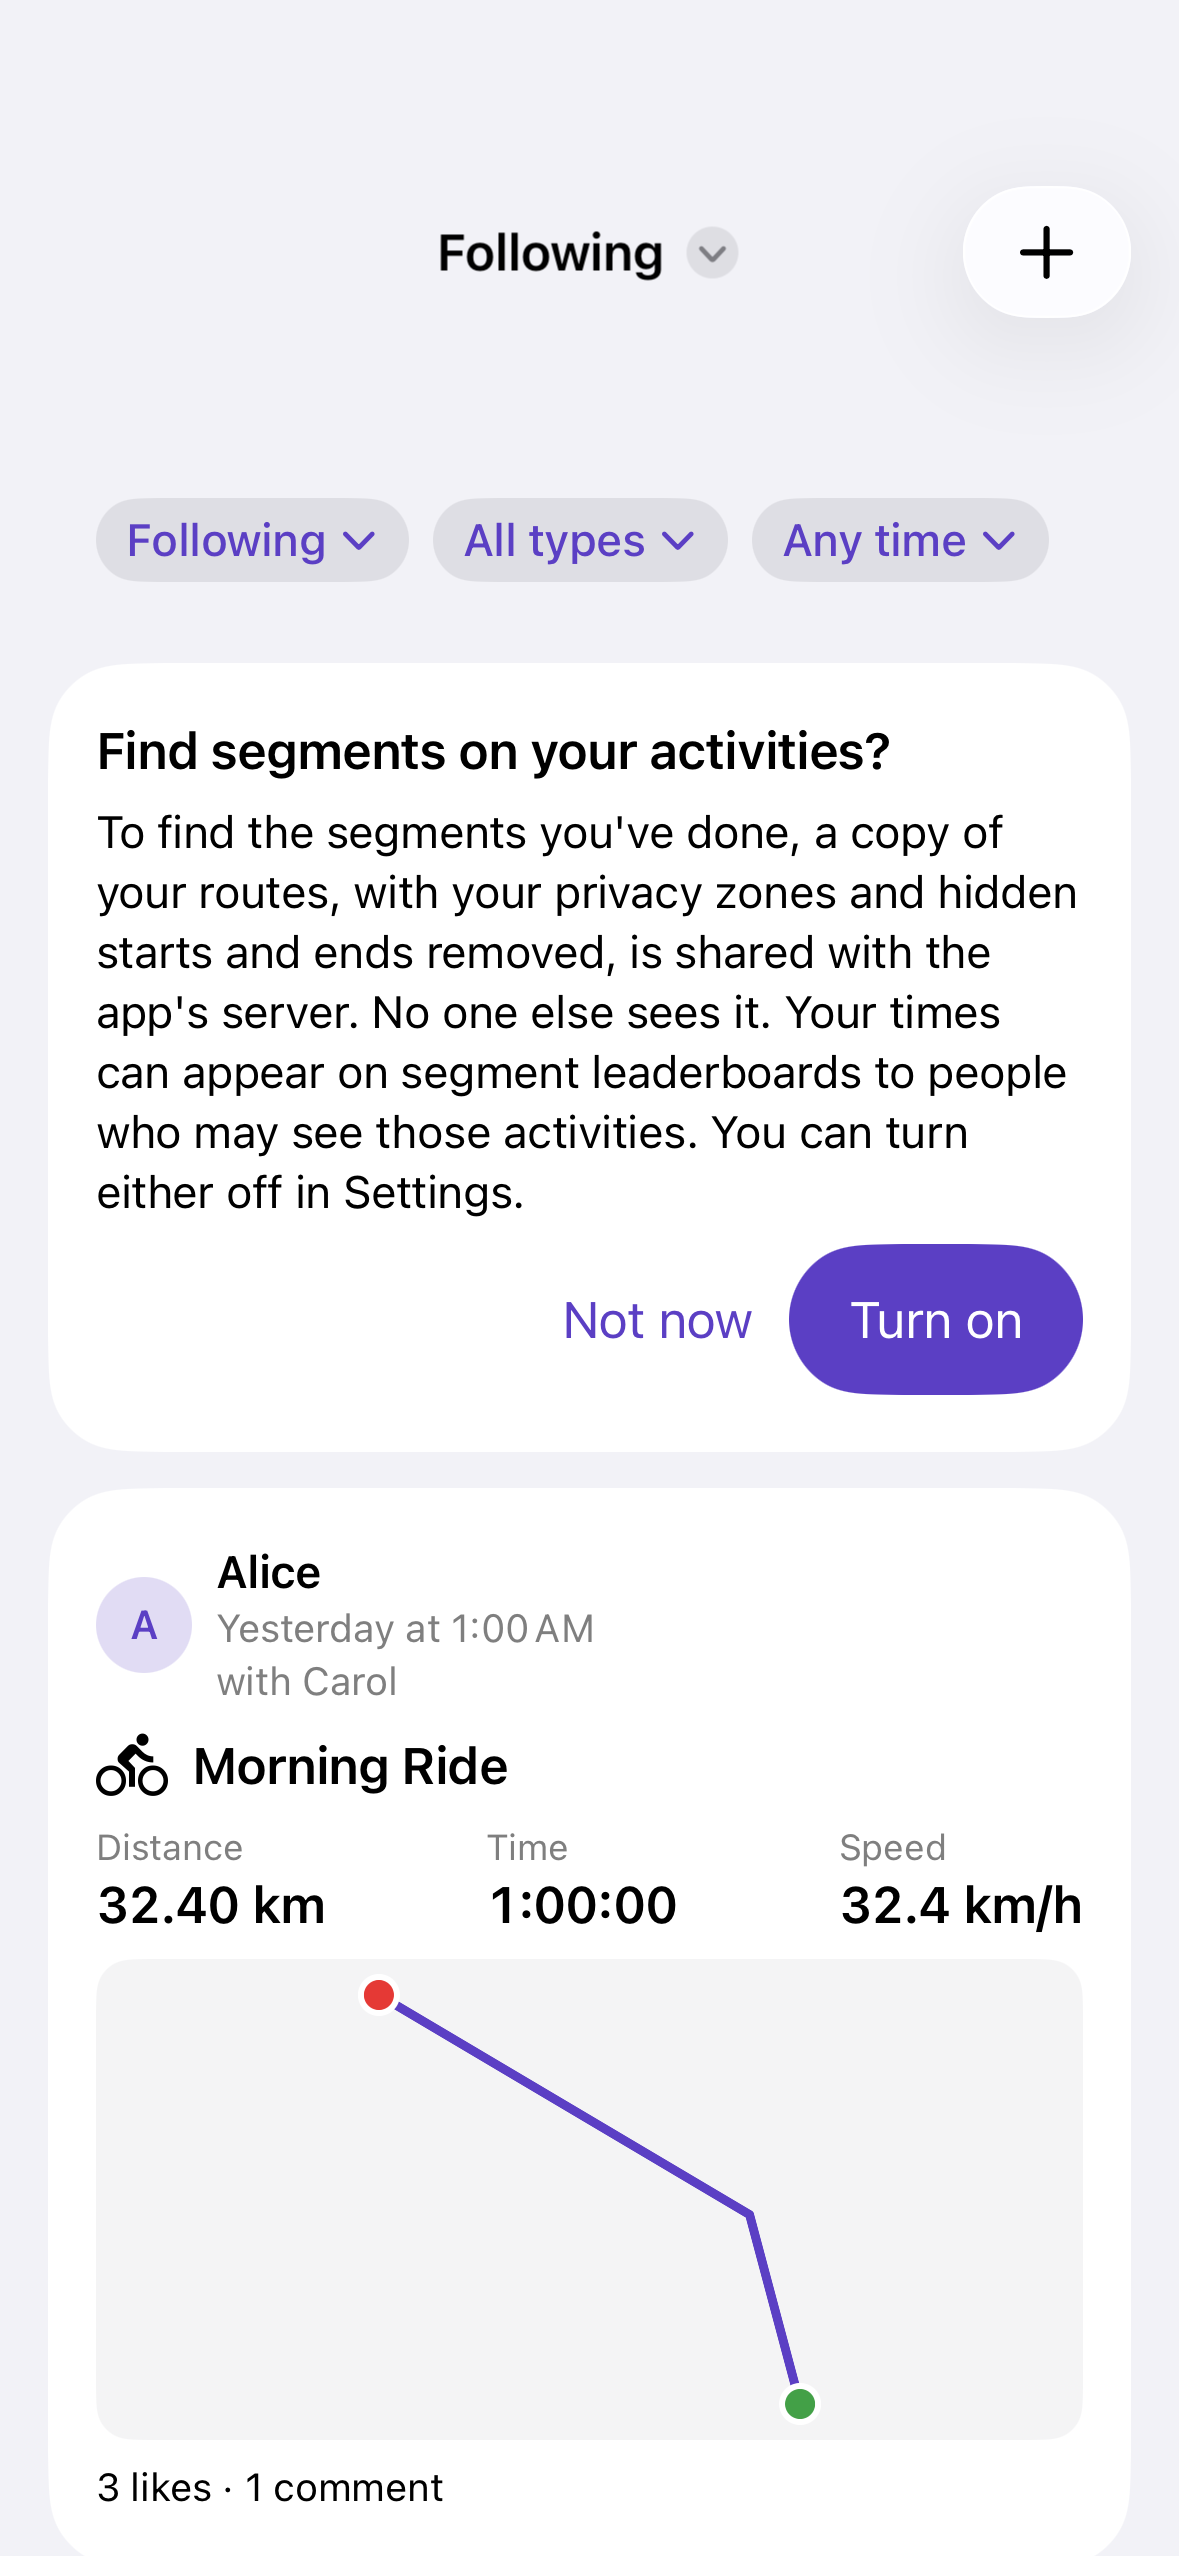 Following
Following
All types
Any time
Find segments on your activities?
To find the segments you've done, a copy of
your routes, with your privacy zones and hidden
starts and ends removed, is shared with the
app's server. No one else sees it. Your times
can appear on segment leaderboards to people
who may see those activities. You can turn
either off in Settings.
Not now
Turn on
A
Alice
Yesterday at 1:00 AM
with Carol
Morning Ride
Distance
Time
Speed
32.40 km
1:00:00
32.4 km/h
3 likes · 1 comment